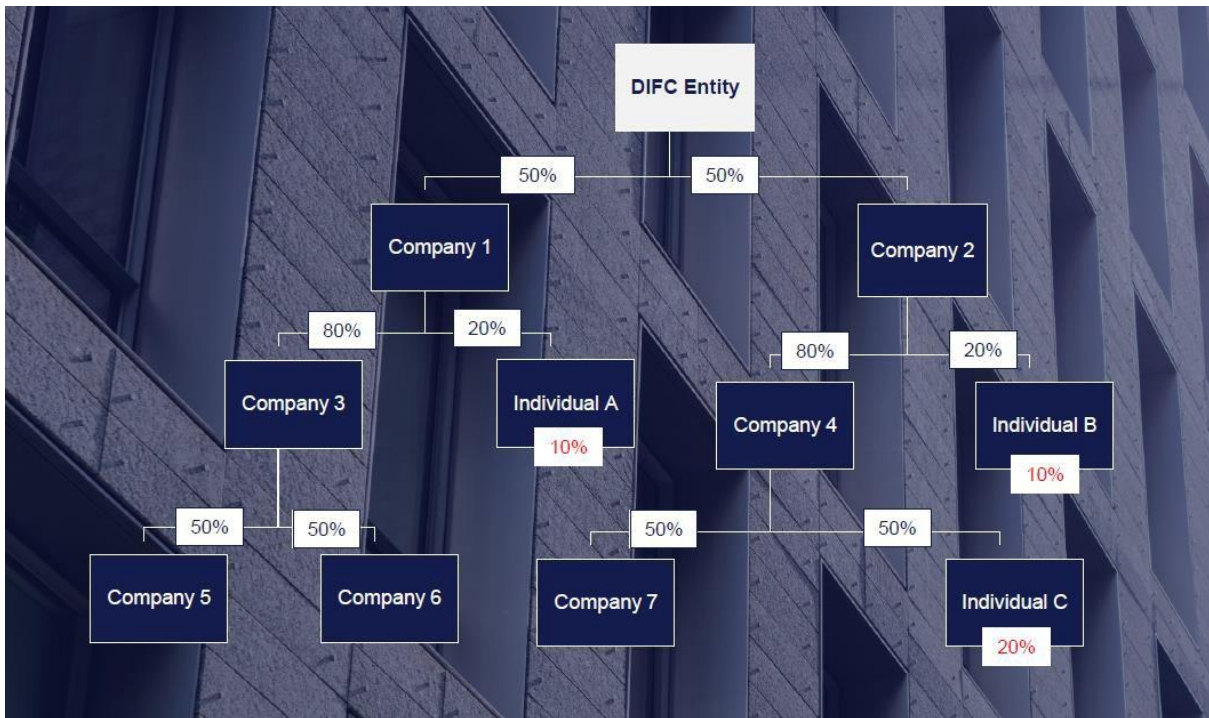 DIFC Entity
50%
50%
Company 1
Company 2
80%
20%
80%
20%
Company 3
Individual A
10%
Company 4
Individual B
10%
50%
50%
50%
50%
Company 5
Company 6
Company 7
Individual C
20%